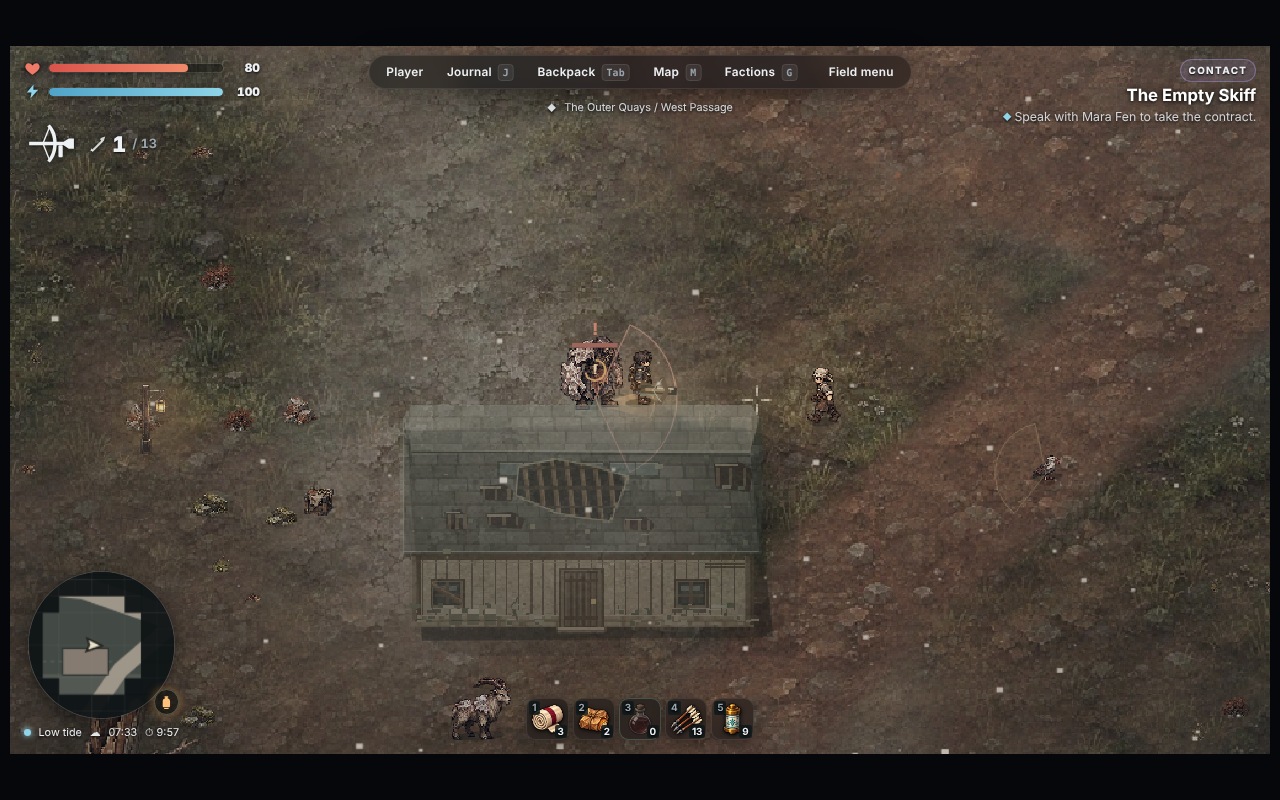 80
100
1 / 13
Player
Journal J
Backpack Tab
Map M
Factions G
Field menu
The Outer Quays / West Passage
CONTACT
The Empty Skiff
Speak with Mara Fen to take the contract.
Low tide
07:33
9:57
1 3
2 2
3 0
4 13
5 9